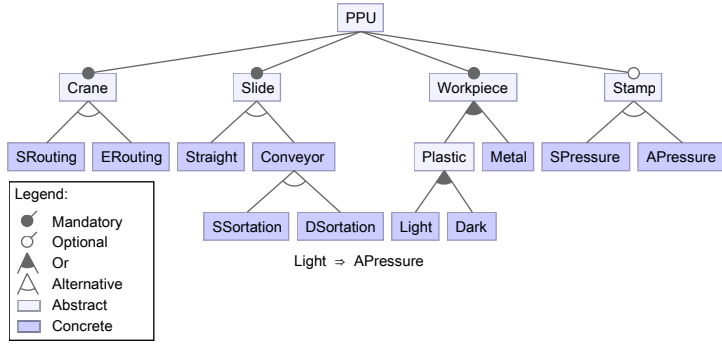 PPU
Crane Slide Workpiece Stamp
SRouting ERouting Straight Conveyor Plastic Metal SPressure APressure
SSortation DSortation Light Dark
Light ⇒ APressure
Legend:
Mandatory
Optional
Or
Alternative
Abstract
Concrete